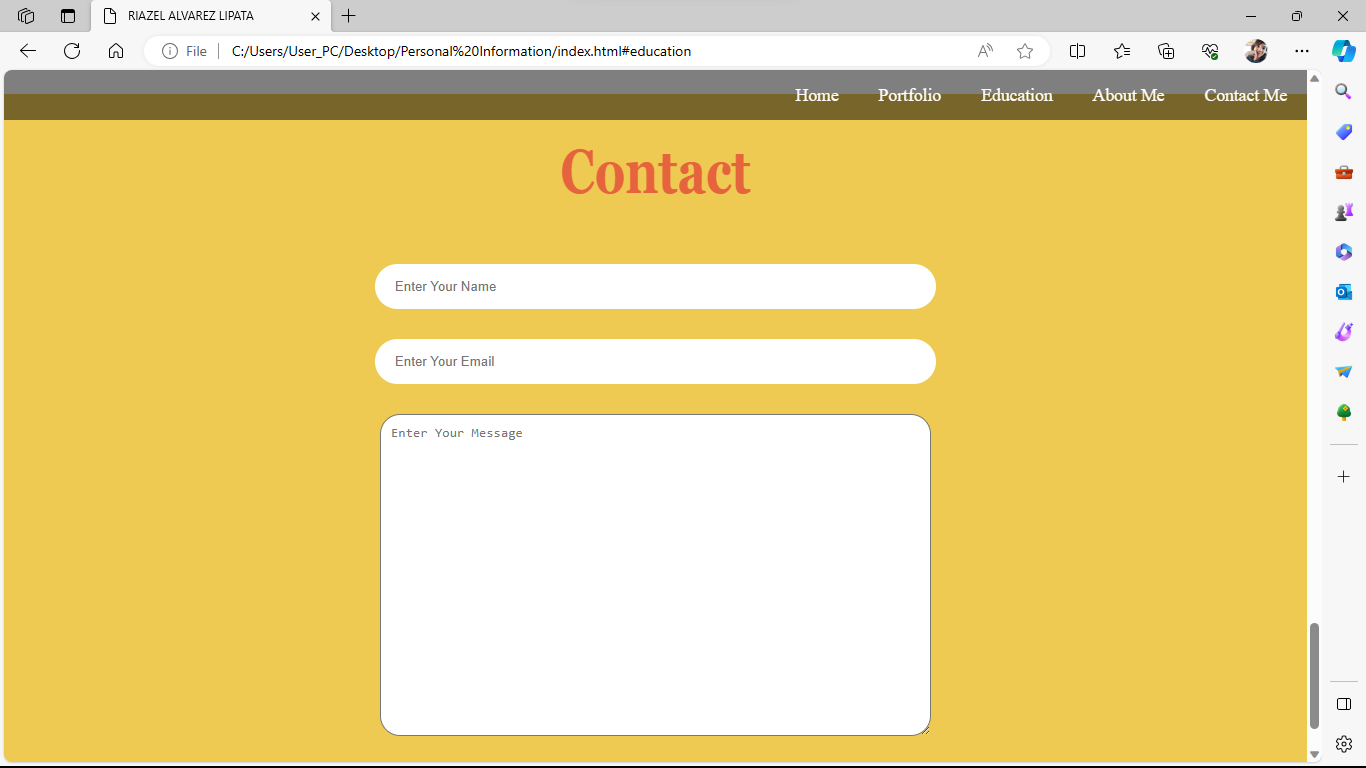 RIAZEL ALVAREZ LIPATA
File C:/Users/User_PC/Desktop/Personal%20Information/index.html#education
Home Portfolio Education About Me Contact Me
Contact
Enter Your Name
Enter Your Email
Enter Your Message